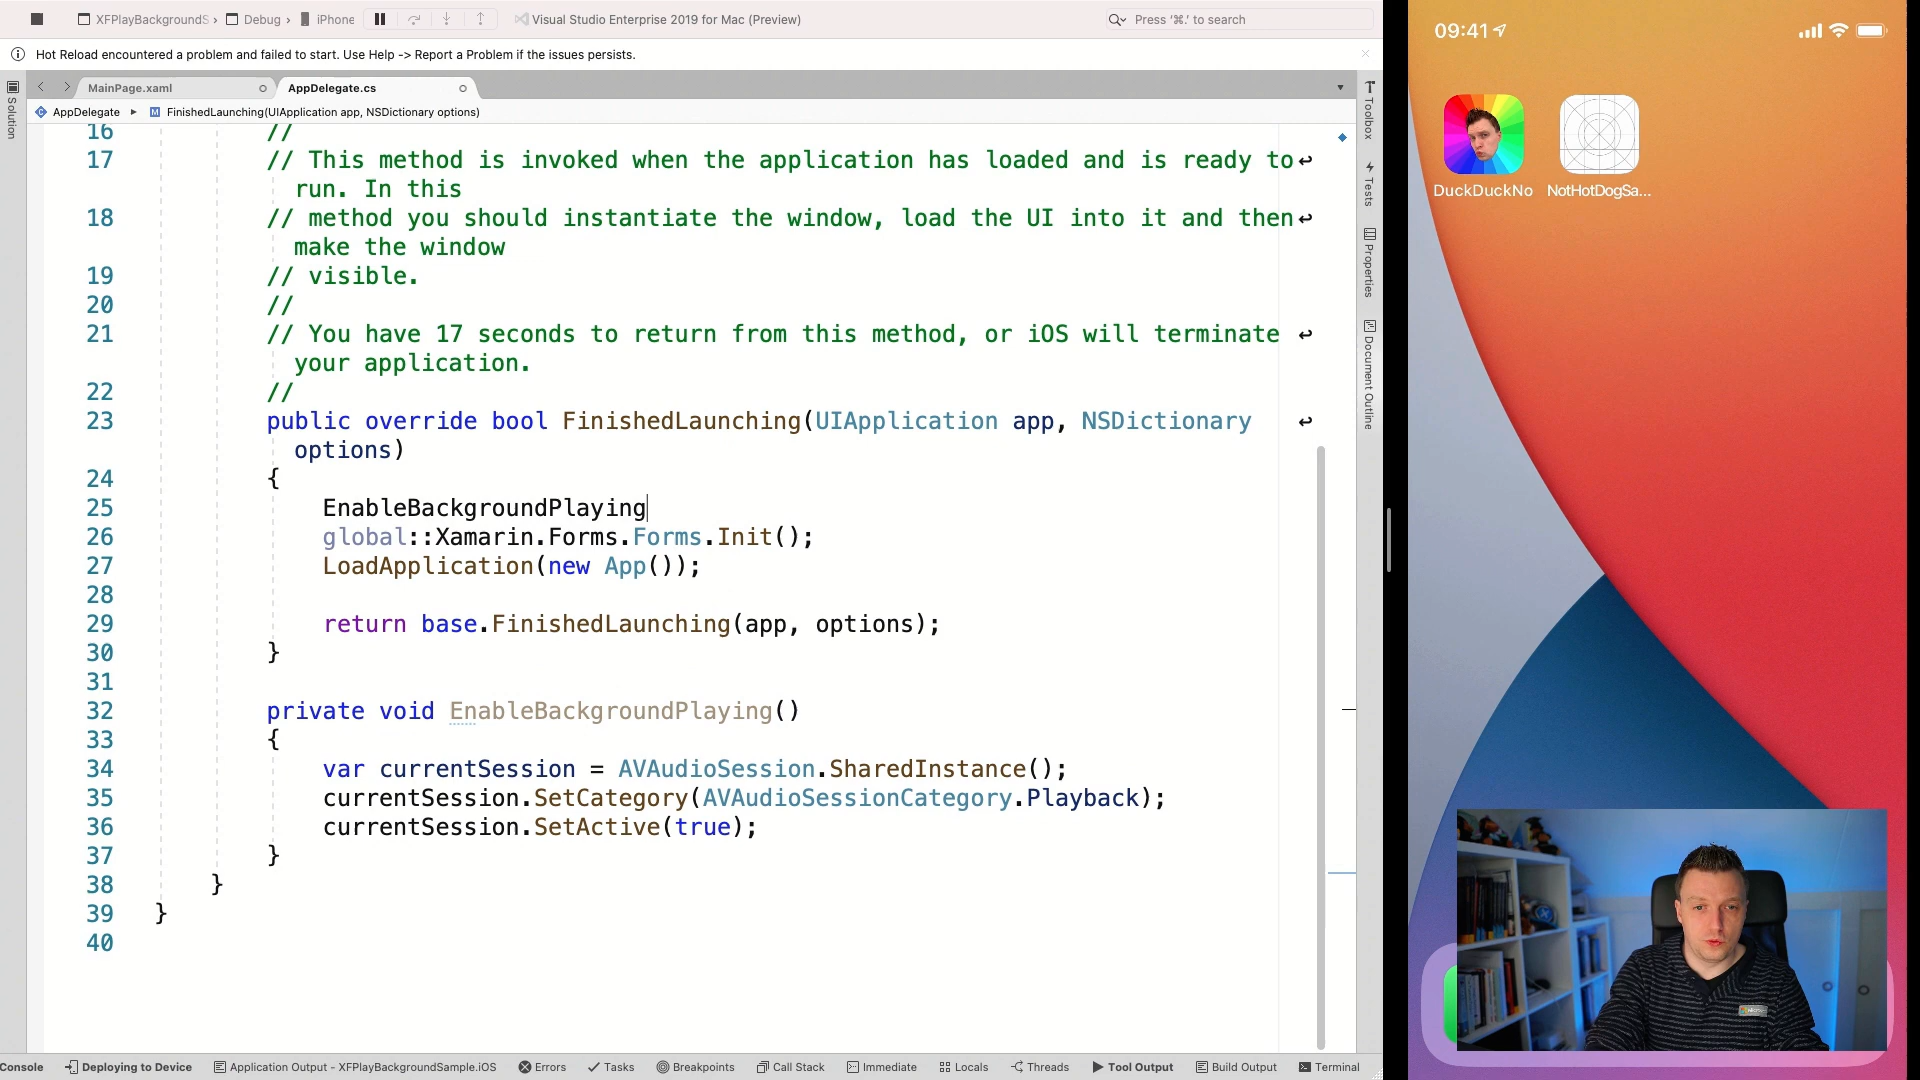 XFPlayBackgroundS > Debug > iPhone
Visual Studio Enterprise 2019 for Mac (Preview)
Press '⌘.' to search
Hot Reload encountered a problem and failed to start. Use Help -> Report a Problem if the issues persists.
MainPage.xaml
AppDelegate.cs
AppDelegate
M FinishedLaunching(UIApplication app, NSDictionary options)
16 //
17 // This method is invoked when the application has loaded and is ready to
run. In this
18 // method you should instantiate the window, load the UI into it and then
make the window
19 // visible.
20 //
21 // You have 17 seconds to return from this method, or iOS will terminate
your application.
22 //
23 public override bool FinishedLaunching(UIApplication app, NSDictionary
options)
24 {
25 EnableBackgroundPlaying
26 global::Xamarin.Forms.Forms.Init();
27 LoadApplication(new App());
28
29 return base.FinishedLaunching(app, options);
30 }
31
32 private void EnableBackgroundPlaying()
33 {
34 var currentSession = AVAudioSession.SharedInstance();
35 currentSession.SetCategory(AVAudioSessionCategory.Playback);
36 currentSession.SetActive(true);
37 }
38 }
39 }
40
Solution
Toolbox
Tests
Properties
Document Outline
Console
Deploying to Device
Application Output - XFPlayBackgroundSample.iOS
Errors
Tasks
Breakpoints
Call Stack
Immediate
Locals
Threads
Tool Output
Build Output
Terminal
09:41
DuckDuckNo
NotHotDogSa...